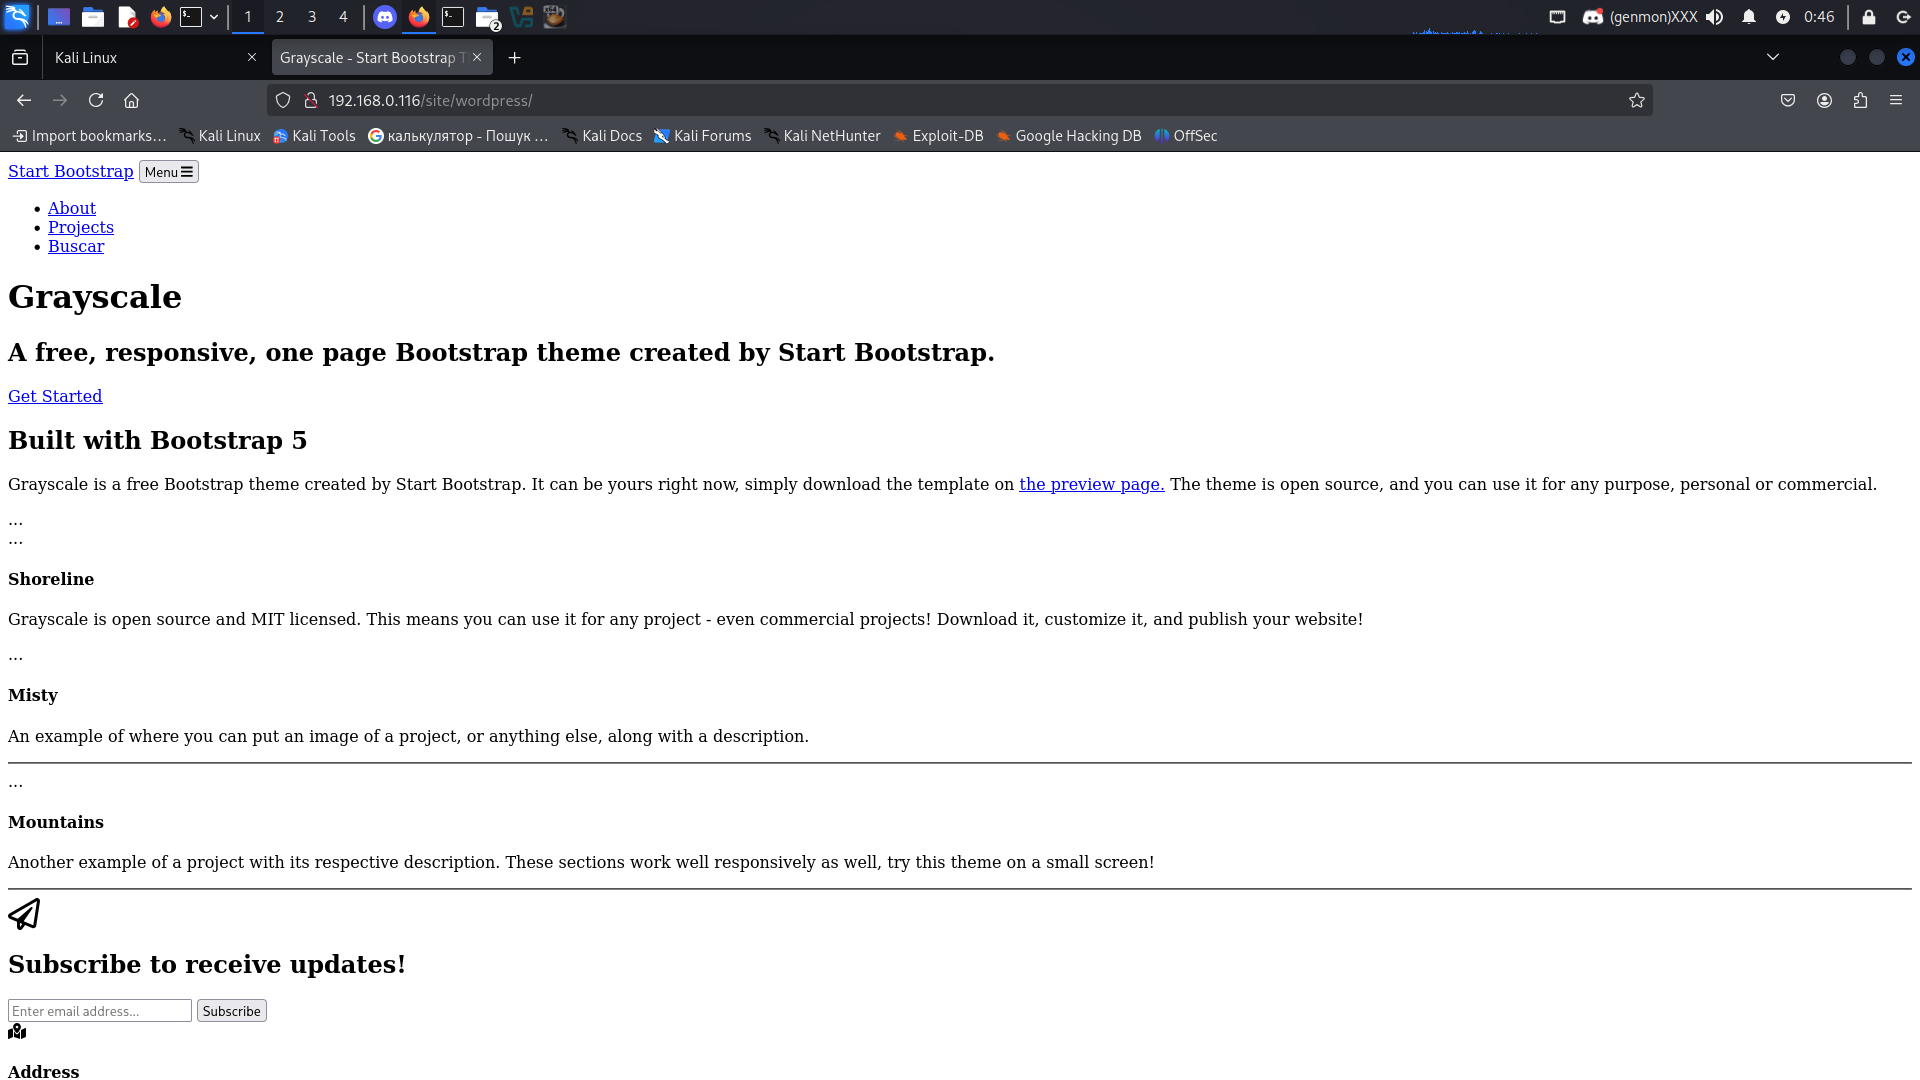 1 2 3 4 2 (genmon)XXX 0:46
Kali Linux Grayscale - Start Bootstrap T
192.168.0.116/site/wordpress/
Import bookmarks... Kali Linux Kali Tools калькулятор - Пошук ... Kali Docs Kali Forums Kali NetHunter Exploit-DB Google Hacking DB OffSec
Start Bootstrap Menu
• About
• Projects
• Buscar
Grayscale
A free, responsive, one page Bootstrap theme created by Start Bootstrap.
Get Started
Built with Bootstrap 5
Grayscale is a free Bootstrap theme created by Start Bootstrap. It can be yours right now, simply download the template on the preview page. The theme is open source, and you can use it for any purpose, personal or commercial.
...
...
Shoreline
Grayscale is open source and MIT licensed. This means you can use it for any project - even commercial projects! Download it, customize it, and publish your website!
...
Misty
An example of where you can put an image of a project, or anything else, along with a description.
...
Mountains
Another example of a project with its respective description. These sections work well responsively as well, try this theme on a small screen!
Subscribe to receive updates!
Enter email address... Subscribe
Address